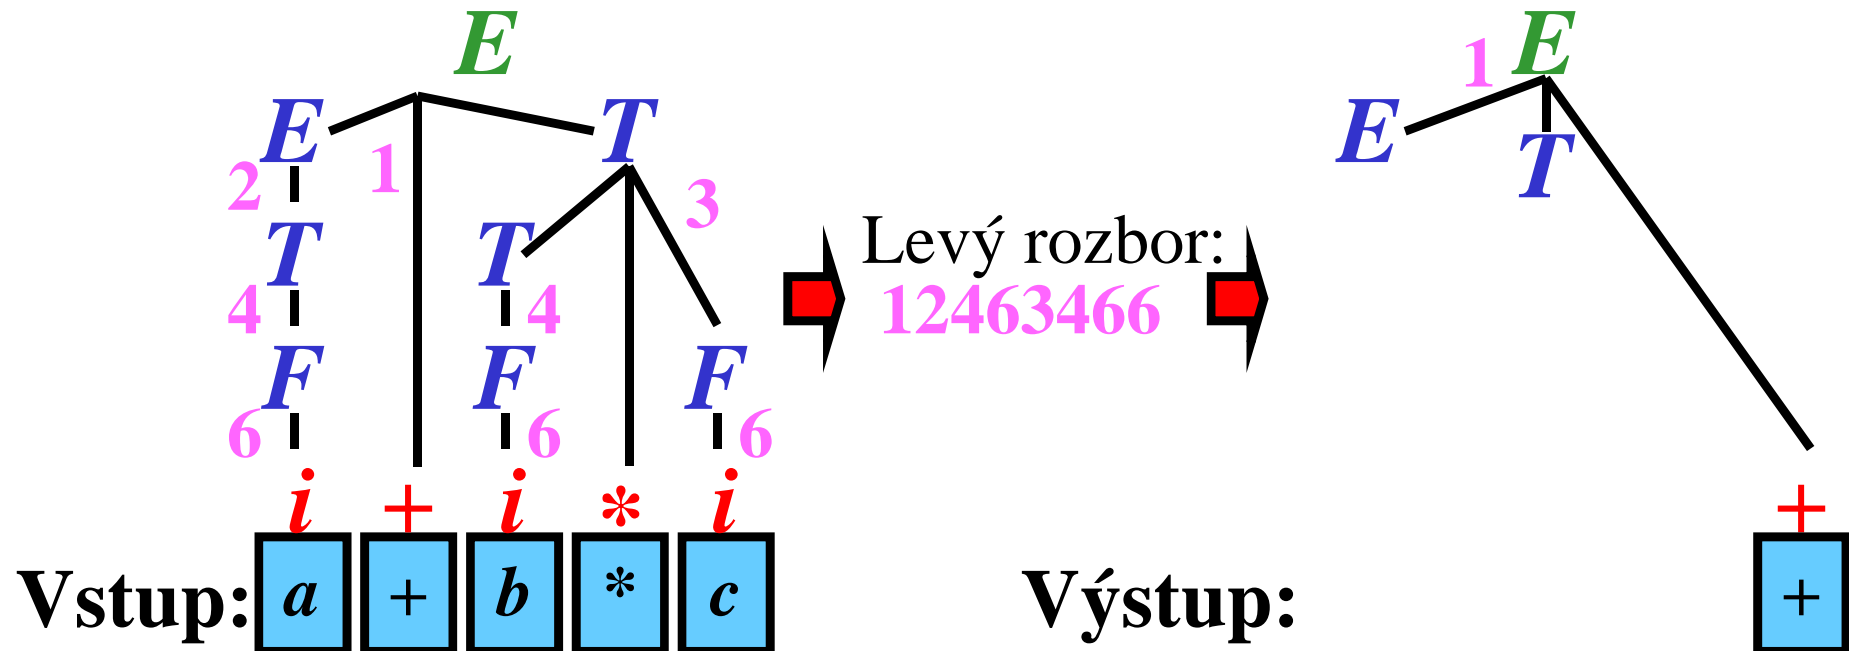 E 1 E
E T E
2 1 3 T
T T
Levý rozbor:
4 4 12463466
F F F
6 6 6
i + i * i +
Vstup: a + b * c Výstup: +